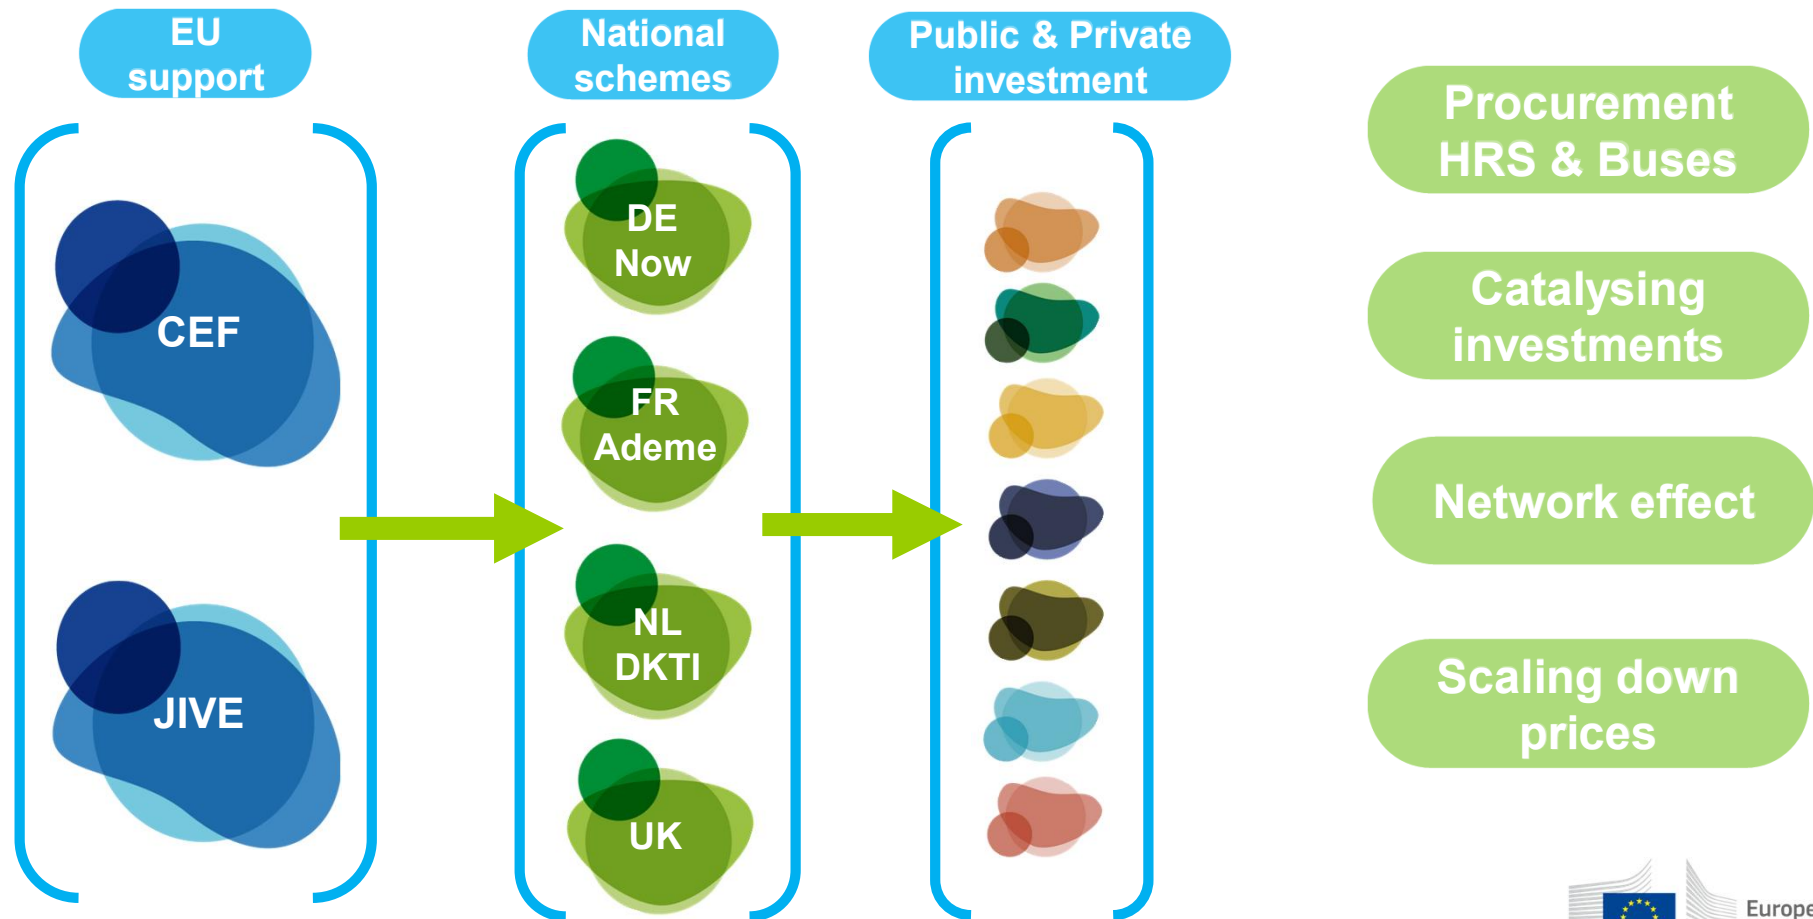 EU
support
National
schemes
Public & Private
investment
CEF
JIVE
DE
Now
FR
Ademe
NL
DKTI
UK
Procurement
HRS & Buses
Catalysing
investments
Network effect
Scaling down
prices
Europe